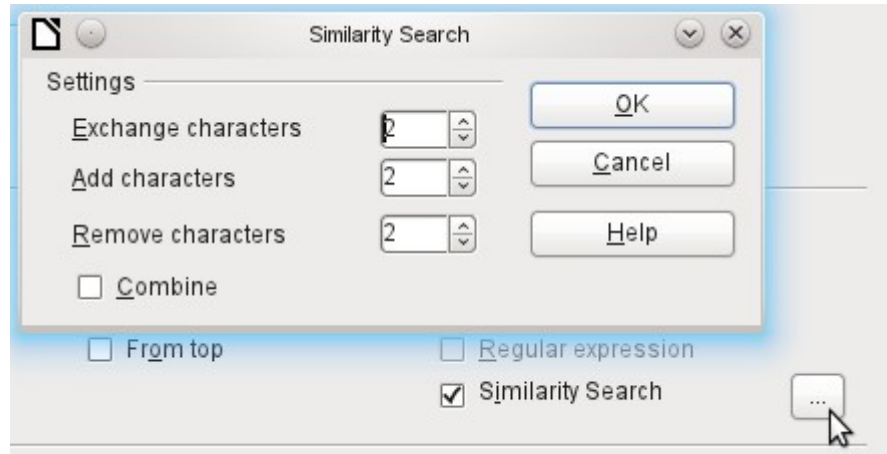 Similarity Search
Settings
Exchange characters 2
OK
Add characters 2
Cancel
Remove characters 2
Help
Combine
From top Regular expression
Similarity Search ...